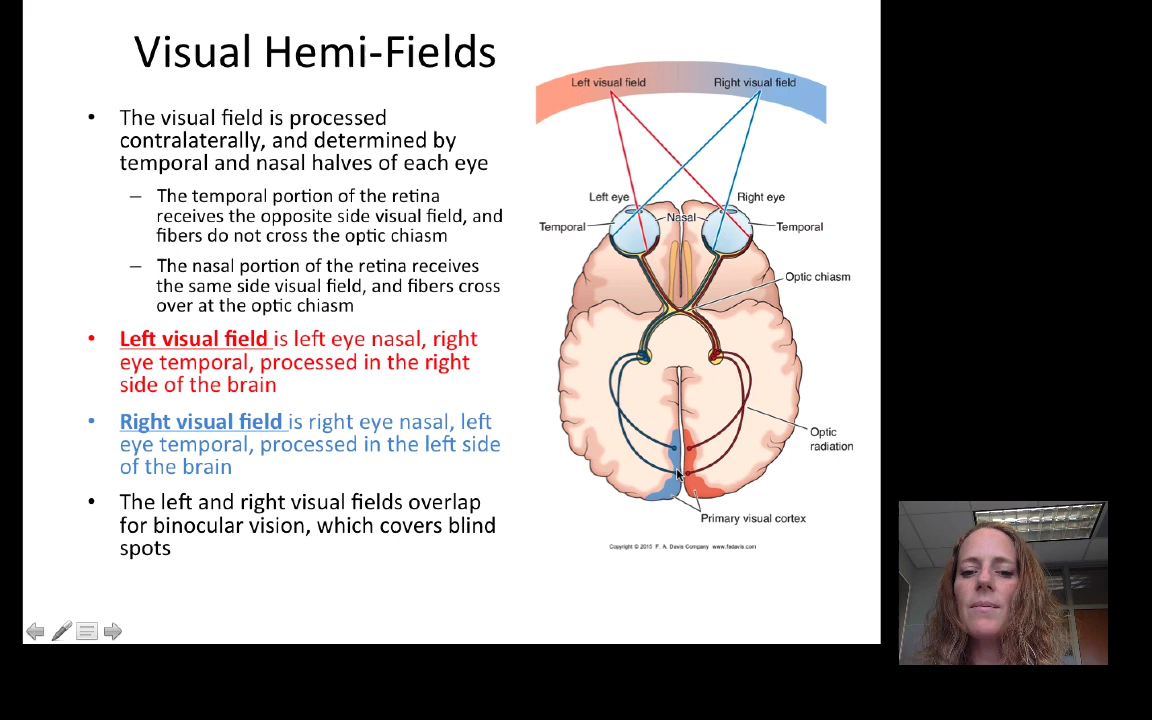 Visual Hemi-Fields
• The visual field is processed
contralaterally, and determined by
temporal and nasal halves of each eye
– The temporal portion of the retina
receives the opposite side visual field, and
fibers do not cross the optic chiasm
– The nasal portion of the retina receives
the same side visual field, and fibers cross
over at the optic chiasm
• Left visual field is left eye nasal, right
eye temporal, processed in the right
side of the brain
• Right visual field is right eye nasal, left
eye temporal, processed in the left side
of the brain
• The left and right visual fields overlap
for binocular vision, which covers blind
spots
Left visual field
Right visual field
Left eye
Right eye
Temporal
Nasal
Temporal
Optic chiasm
Optic
radiation
Primary visual cortex
Copyright © 2015 F. A. Davis Company www.fadavis.com